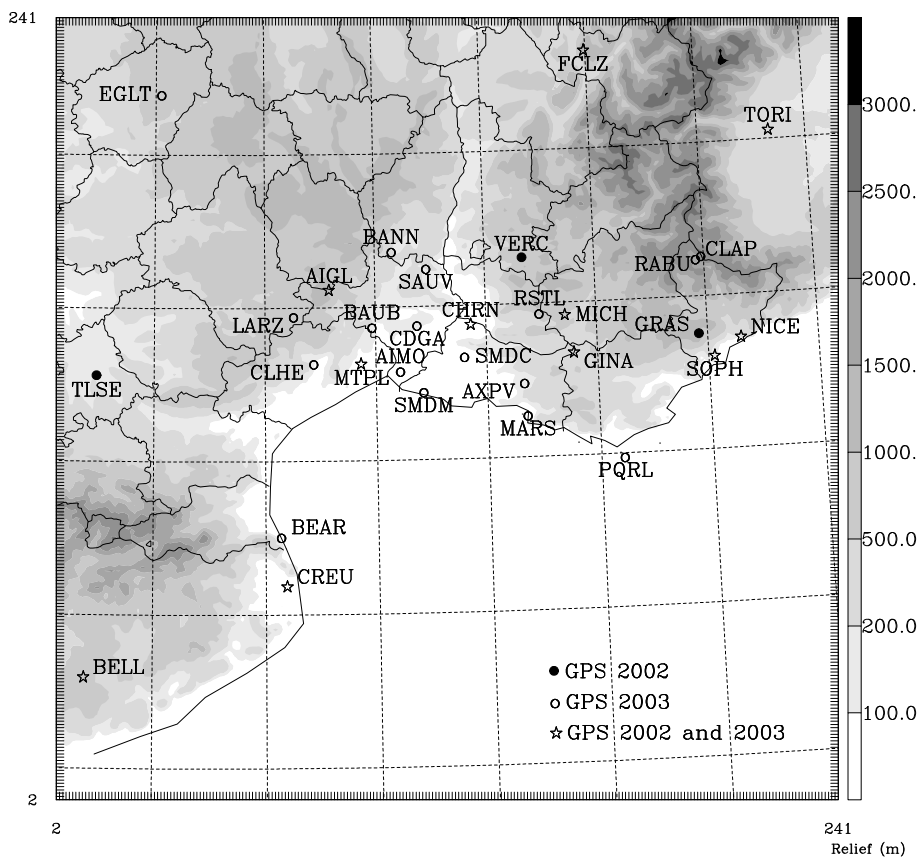 241
FCLZ
EGLT
3000.
TORI
2500.
BANN
VERC
CLAP
RABU
SAUV
AIGL
2000.
RSTL
BAUB
CHRN
MICH
LARZ
GRAS
NICE
CDGA
AIMO
SMDC
GINA
1500.
CLHE
MTPL
SOPH
TLSE
AXPV
SMDM
MARS
1000.
PQRL
BEAR
500.0
CREU
200.0
BELL
GPS 2002
GPS 2003
100.0
GPS 2002 and 2003
2
2
241
Relief (m)